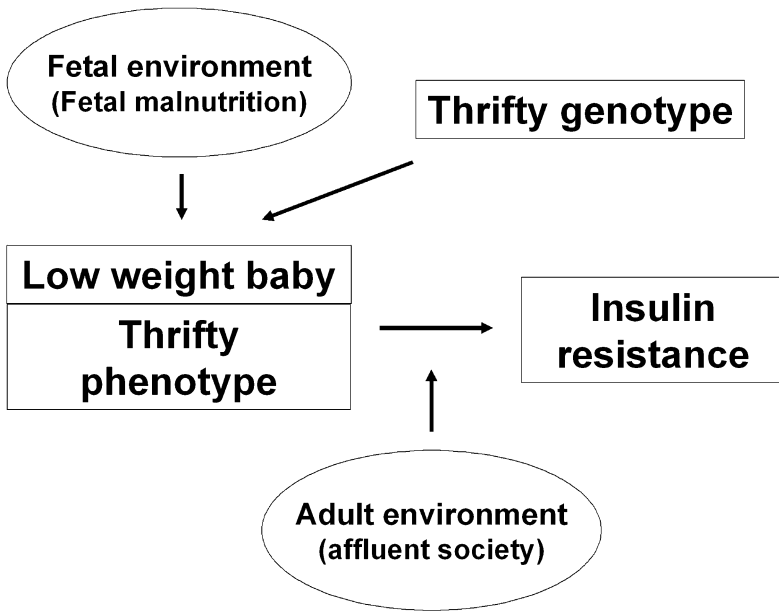 Fetal environment
(Fetal malnutrition)
Thrifty genotype
Low weight baby
Thrifty
phenotype
Insulin
resistance
Adult environment
(affluent society)